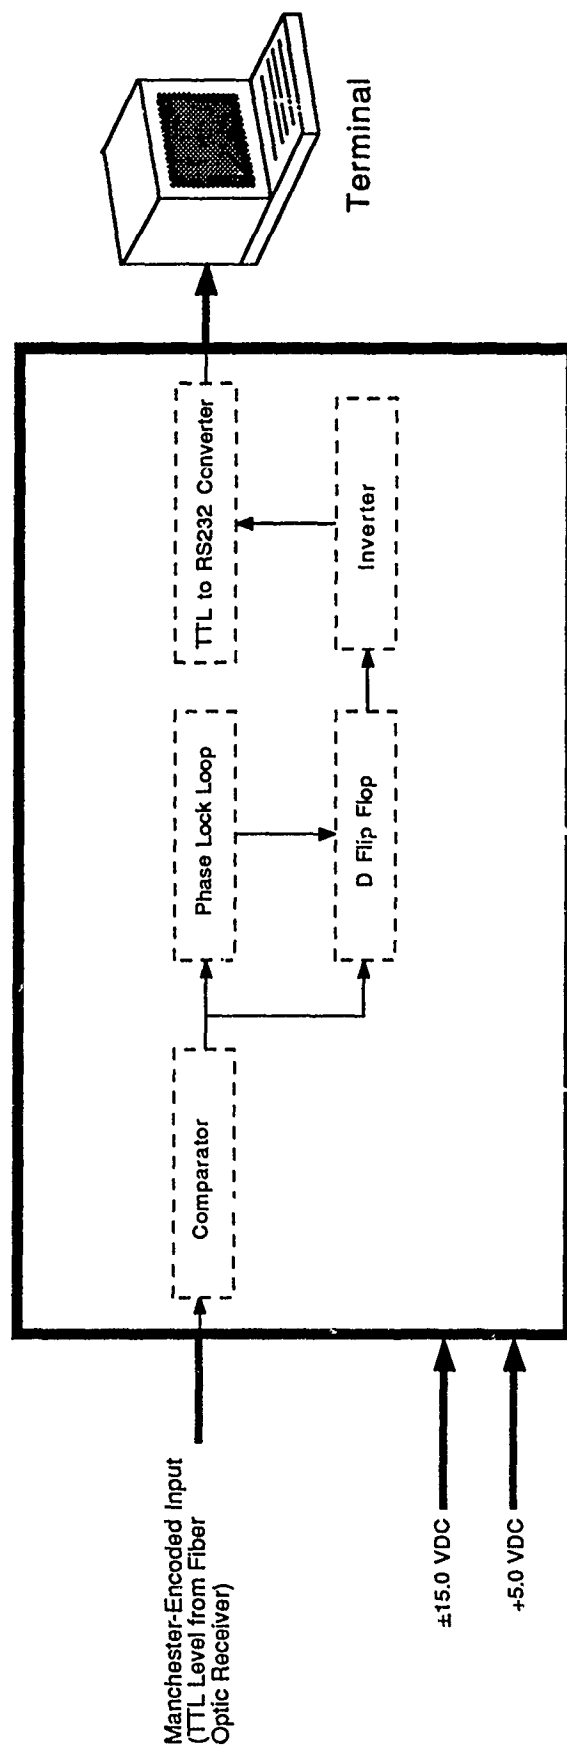 Manchester-Encoded Input
(TTL Level from Fiber
Optic Receiver)
Comparator
Phase Lock Loop
TTL to RS232 Converter
D Flip Flop
Inverter
Terminal
±15.0 VDC
+5.0 VDC